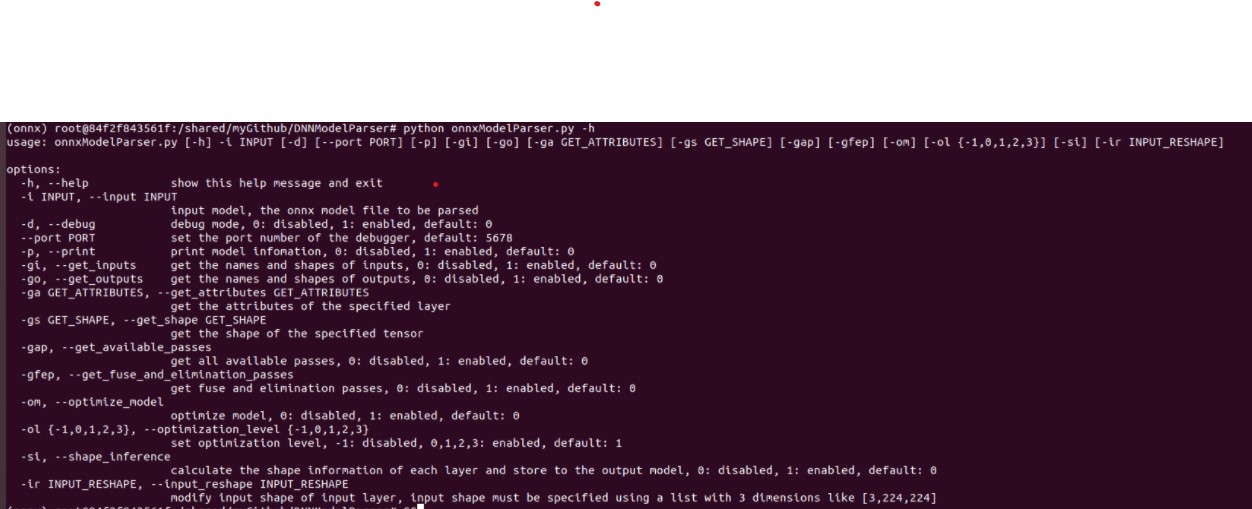 (onnx) root@84f2f843561f:/shared/myGithub/DNNModelParser# python onnxModelParser.py -h
usage: onnxModelParser.py [-h] -i INPUT [-d] [--port PORT] [-p] [-gi] [-go] [-ga GET_ATTRIBUTES] [-gs GET_SHAPE] [-gap] [-gfep] [-om] [-ol {-1,0,1,2,3}] [-si] [-ir INPUT_RESHAPE]
options:
-h, --help show this help message and exit
-i INPUT, --input INPUT
input model, the onnx model file to be parsed
-d, --debug debug mode, 0: disabled, 1: enabled, default: 0
--port PORT set the port number of the debugger, default: 5678
-p, --print print model infomation, 0: disabled, 1: enabled, default: 0
-gi, --get_inputs get the names and shapes of inputs, 0: disabled, 1: enabled, default: 0
-go, --get_outputs get the names and shapes of outputs, 0: disabled, 1: enabled, default: 0
-ga GET_ATTRIBUTES, --get_attributes GET_ATTRIBUTES
get the attributes of the specified layer
-gs GET_SHAPE, --get_shape GET_SHAPE
get the shape of the specified tensor
-gap, --get_available_passes
get all available passes, 0: disabled, 1: enabled, default: 0
-gfep, --get_fuse_and_elimination_passes
get fuse and elimination passes, 0: disabled, 1: enabled, default: 0
-om, --optimize_model
optimize model, 0: disabled, 1: enabled, default: 0
-ol {-1,0,1,2,3}, --optimization_level {-1,0,1,2,3}
set optimization level, -1: disabled, 0,1,2,3: enabled, default: 1
-si, --shape_inference
calculate the shape information of each layer and store to the output model, 0: disabled, 1: enabled, default: 0
-ir INPUT_RESHAPE, --input_reshape INPUT_RESHAPE
modify input shape of input layer, input shape must be specified using a list with 3 dimensions like [3,224,224]